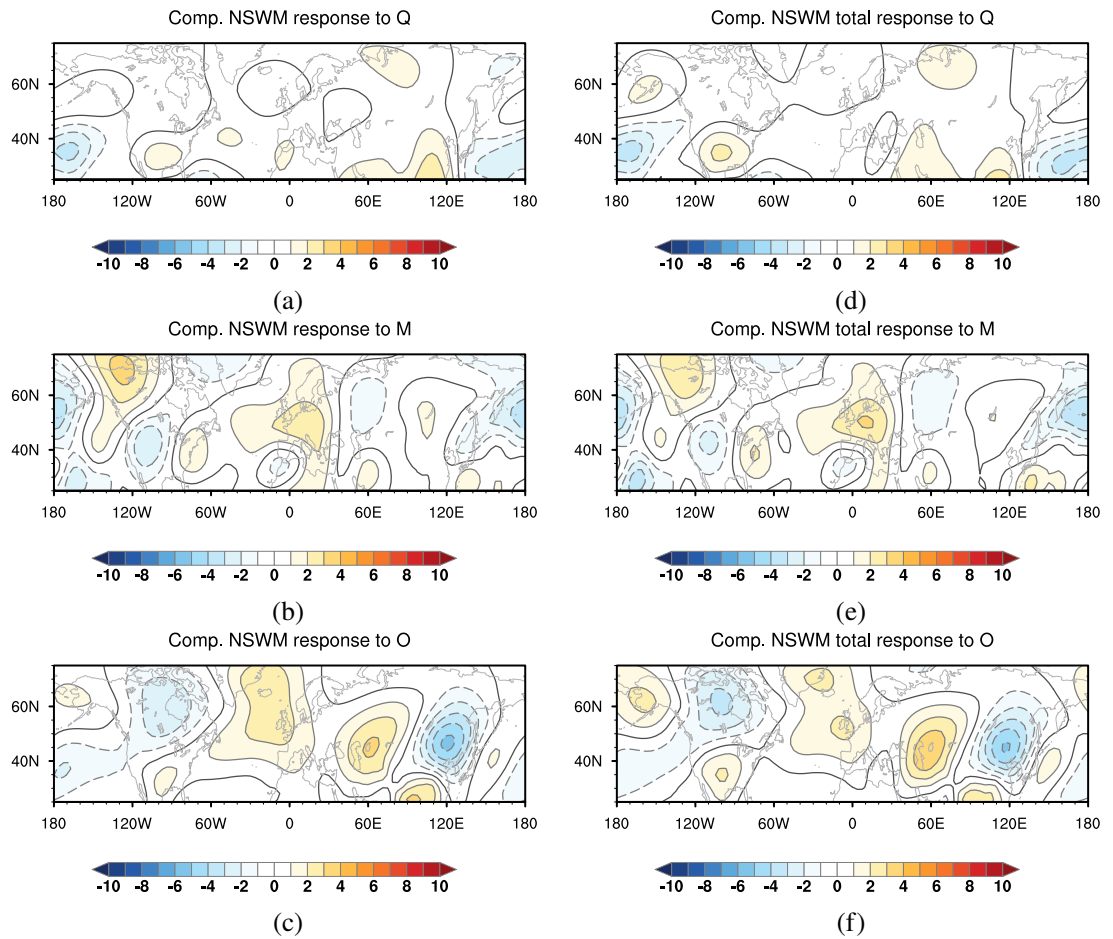 Comp. NSWM response to Q
60N
40N
180 120W 60W 0 60E 120E 180
-10 -8 -6 -4 -2 0 2 4 6 8 10
(a)
Comp. NSWM total response to Q
60N
40N
180 120W 60W 0 60E 120E 180
-10 -8 -6 -4 -2 0 2 4 6 8 10
(d)
Comp. NSWM response to M
60N
40N
180 120W 60W 0 60E 120E 180
-10 -8 -6 -4 -2 0 2 4 6 8 10
(b)
Comp. NSWM total response to M
60N
40N
180 120W 60W 0 60E 120E 180
-10 -8 -6 -4 -2 0 2 4 6 8 10
(e)
Comp. NSWM response to O
60N
40N
180 120W 60W 0 60E 120E 180
-10 -8 -6 -4 -2 0 2 4 6 8 10
(c)
Comp. NSWM total response to O
60N
40N
180 120W 60W 0 60E 120E 180
-10 -8 -6 -4 -2 0 2 4 6 8 10
(f)